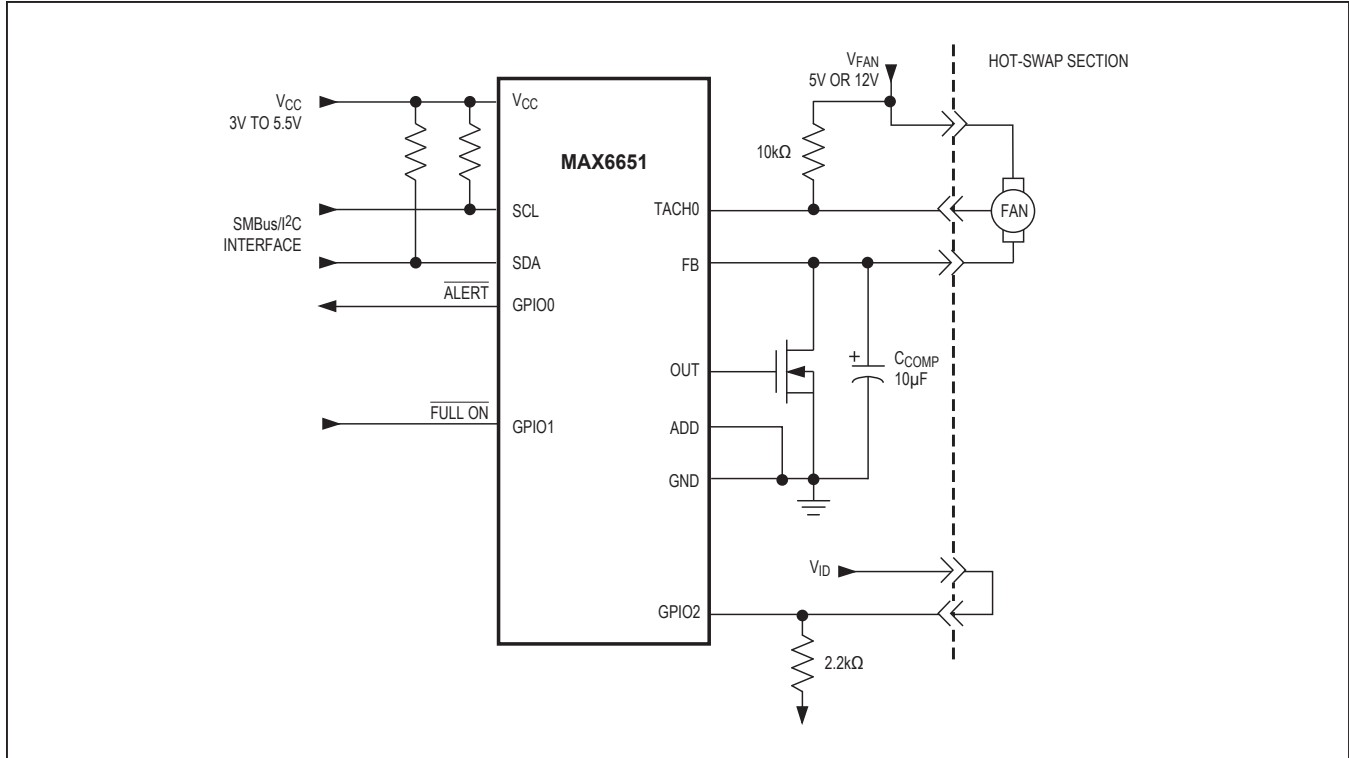 VFAN
5V OR 12V
HOT-SWAP SECTION
VCC
3V TO 5.5V
VCC
10kΩ
MAX6651
SCL
TACH0
FAN
SMBus/I2C
INTERFACE
SDA
FB
ALERT
GPIO0
OUT
+
CCOMP
10µF
FULL ON
GPIO1
ADD
GND
VID
GPIO2
2.2kΩ